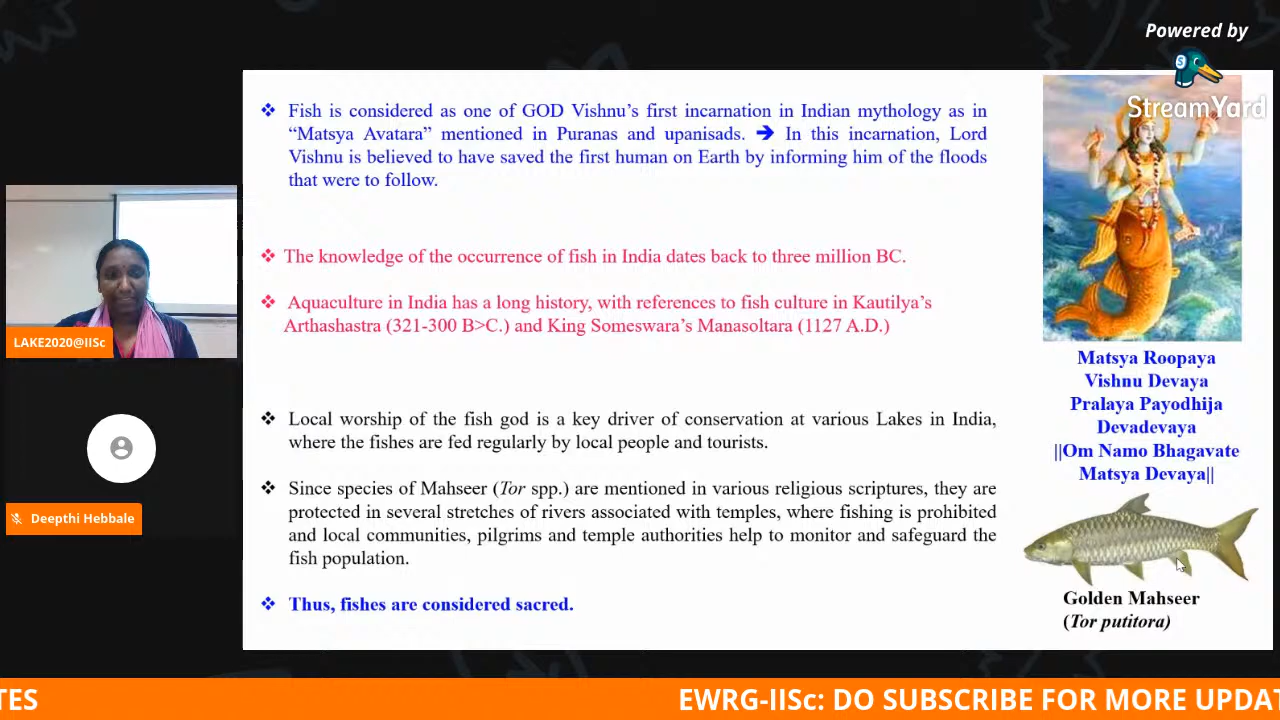 Powered by
StreamYard
❖ Fish is considered as one of GOD Vishnu's first incarnation in Indian mythology as in
“Matsya Avatara” mentioned in Puranas and upanisads. ➔ In this incarnation, Lord
Vishnu is believed to have saved the first human on Earth by informing him of the floods
that were to follow.
❖ The knowledge of the occurrence of fish in India dates back to three million BC.
❖ Aquaculture in India has a long history, with references to fish culture in Kautilya's
Arthashastra (321-300 B>C.) and King Someswara's Manasoltara (1127 A.D.)
❖ Local worship of the fish god is a key driver of conservation at various Lakes in India,
where the fishes are fed regularly by local people and tourists.
❖ Since species of Mahseer (Tor spp.) are mentioned in various religious scriptures, they are
protected in several stretches of rivers associated with temples, where fishing is prohibited
and local communities, pilgrims and temple authorities help to monitor and safeguard the
fish population.
❖ Thus, fishes are considered sacred.
Matsya Roopaya
Vishnu Devaya
Pralaya Payodhija
Devadevaya
||Om Namo Bhagavate
Matsya Devaya||
Golden Mahseer
(Tor putitora)
LAKE2020@IISc
Deepthi Hebbale
TES
EWRG-IISc: DO SUBSCRIBE FOR MORE UPDAT